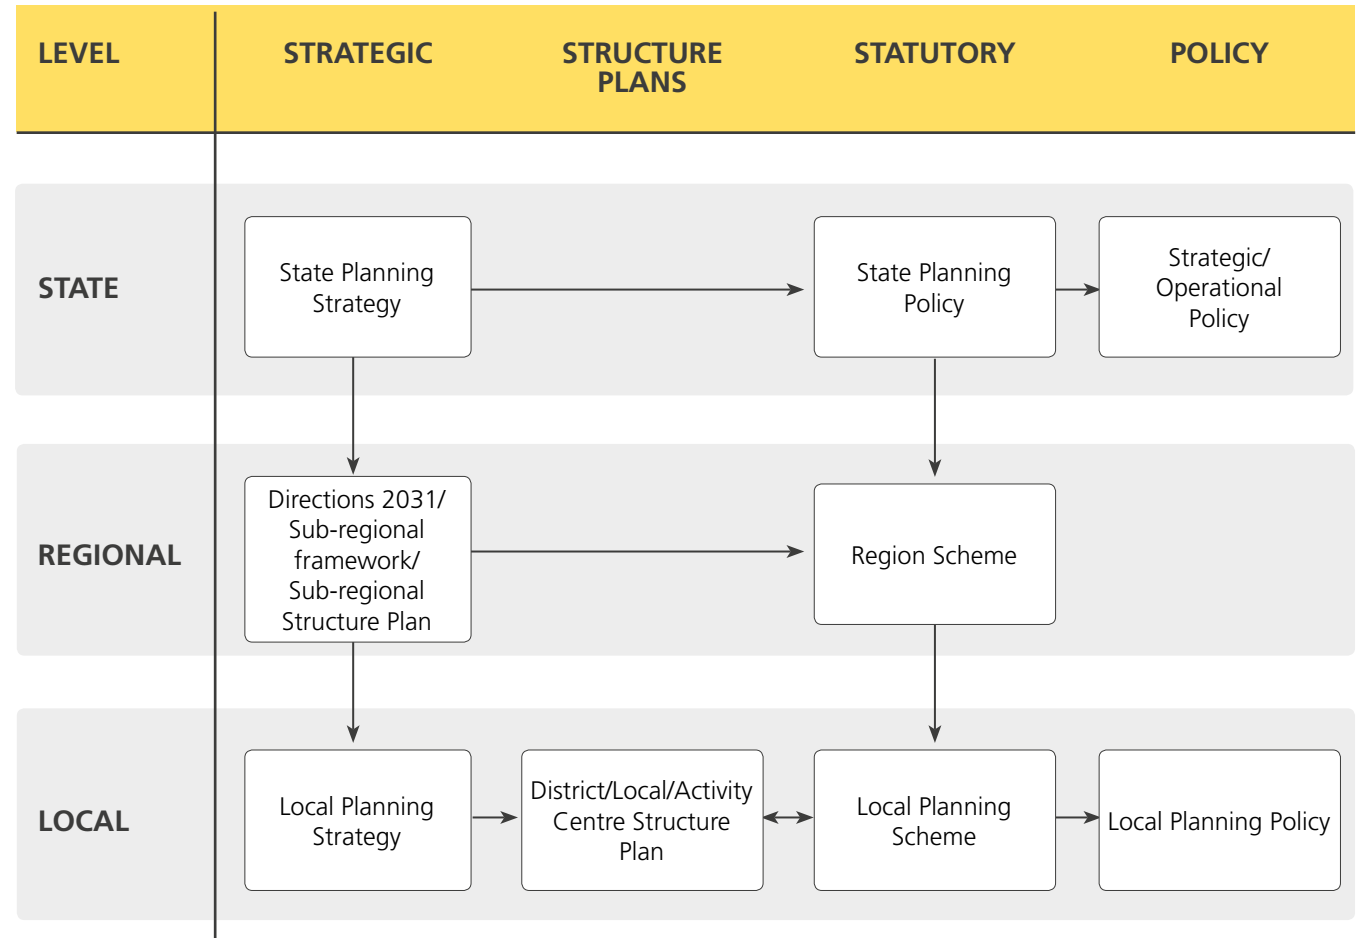 LEVEL
STRATEGIC
STRUCTURE
PLANS
STATUTORY
POLICY
STATE
State Planning
Strategy
State Planning
Policy
Strategic/
Operational
Policy
REGIONAL
Directions 2031/
Sub-regional
framework/
Sub-regional
Structure Plan
Region Scheme
LOCAL
Local Planning
Strategy
District/Local/Activity
Centre Structure
Plan
Local Planning
Scheme
Local Planning Policy